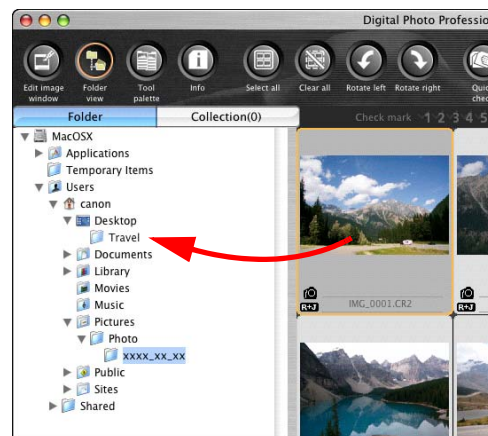 Digital Photo Professio
Edit image window
Folder view
Tool palette
Info
Select all
Clear all
Rotate left
Rotate right
Quic
chec
Folder
Collection(0)
Check mark 1 2 3 4 5
MacOSX
Applications
Temporary Items
Users
canon
Desktop
Travel
Documents
Library
Movies
Music
Pictures
Photo
xxxx_xx_xx
Public
Sites
Shared
R+J
IMG_0001.CR2
R+J